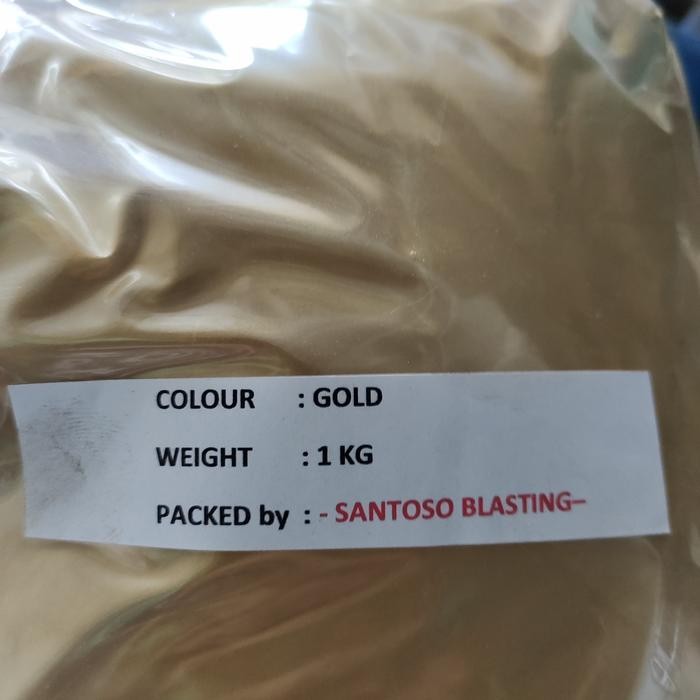 COLOUR : GOLD
WEIGHT : 1 KG
PACKED by : - SANTOSO BLASTING–